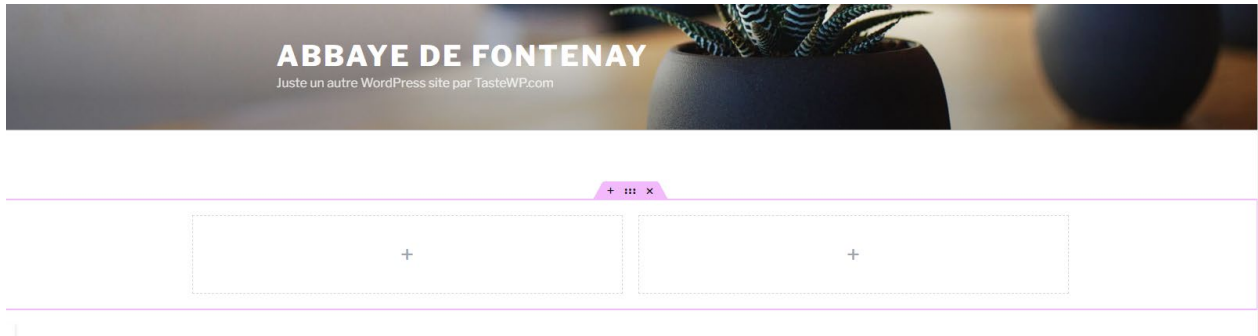 ABBAYE DE FONTENAY
Juste un autre WordPress site par TasteWP.com